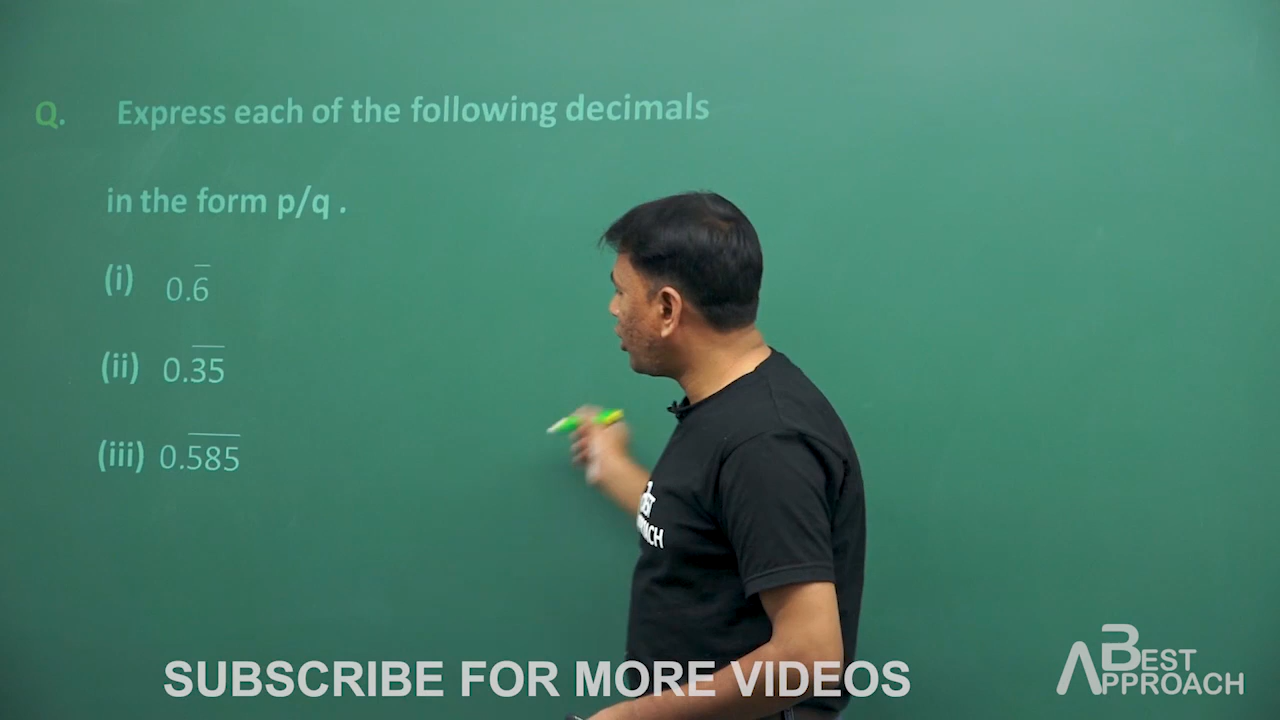 Q. Express each of the following decimals
in the form p/q .
(i) 0.6̅
(ii) 0.3̅5̅
(iii) 0.5̅8̅5̅
SUBSCRIBE FOR MORE VIDEOS
BEST
APPROACH